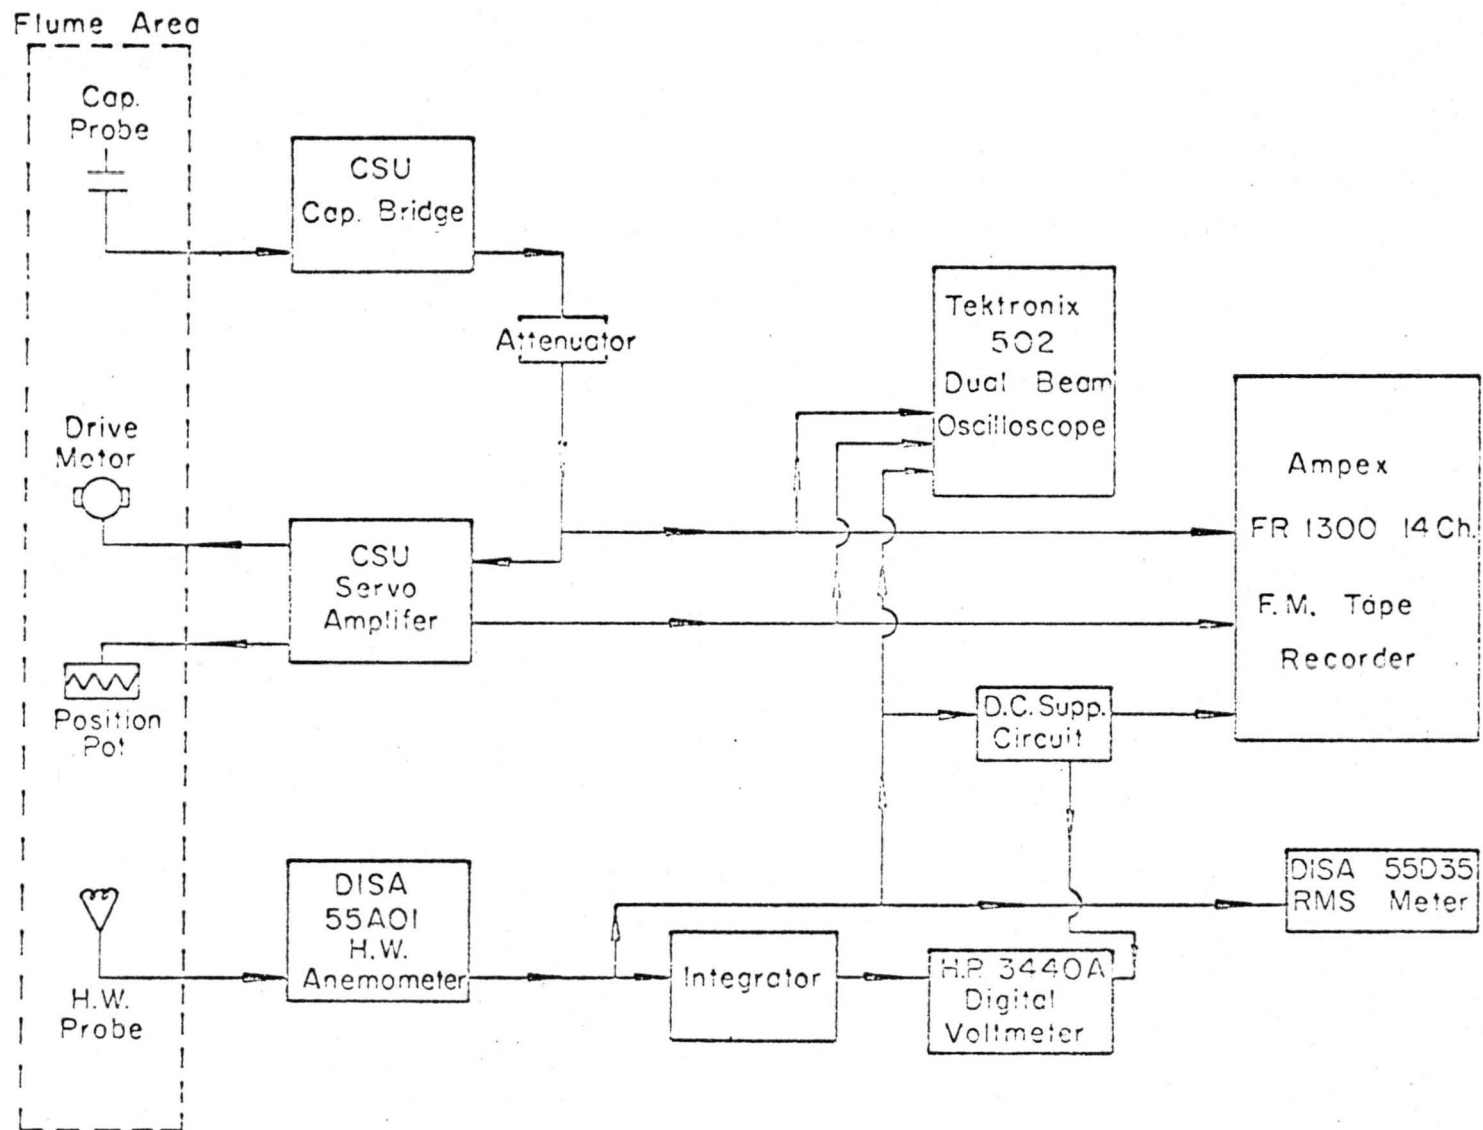 Flume Area
Cap.
Probe
CSU
Cap. Bridge
Attenuator
Tektronix
502
Dual Beam
Oscilloscope
Ampex
FR 1300 14 Ch.
F.M. Tape
Recorder
Drive
Motor
CSU
Servo
Amplifer
Position
Pot
D.C. Supp.
Circuit
DISA 55D35
RMS Meter
DISA
55A01
H.W.
Anemometer
Integrator
H.P. 3440A
Digital
Voltmeter
H.W.
Probe